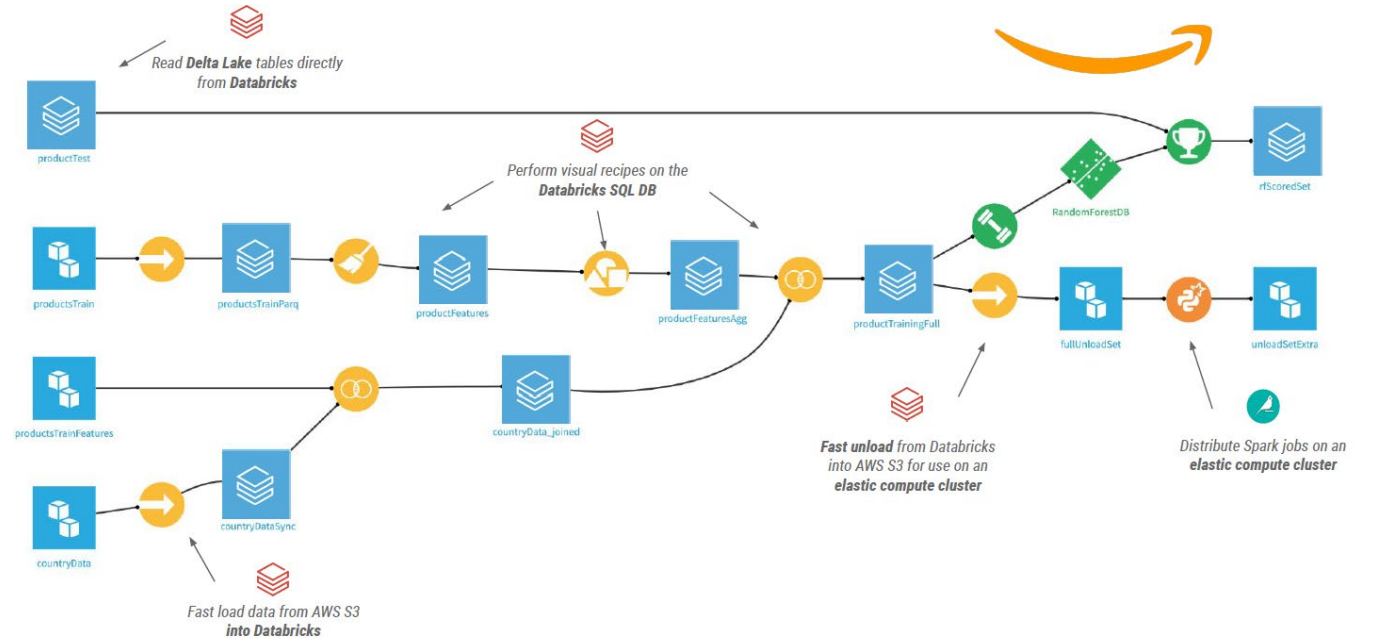 Read Delta Lake tables directly
from Databricks
productTest
Perform visual recipes on the
Databricks SQL DB
rfScoredSet
RandomForestDB
productsTrain
productsTrainParq
productFeatures
productFeaturesAgg
productTrainingFull
fullUnloadSet
unloadSetExtra
productsTrainFeatures
countryData_joined
countryDataSync
countryData
Fast unload from Databricks
into AWS S3 for use on an
elastic compute cluster
Distribute Spark jobs on an
elastic compute cluster
Fast load data from AWS S3
into Databricks